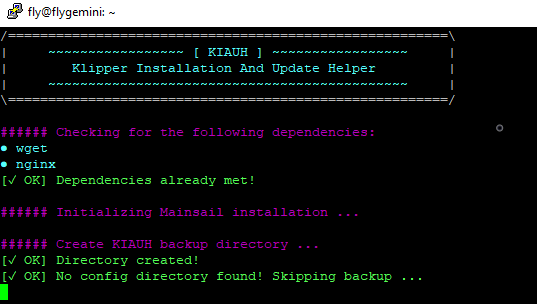 fly@flygemini: ~
/=======================================================\
|     ~~~~~~~~~~~~~~~~~ [ KIAUH ] ~~~~~~~~~~~~~~~~~     |
|        Klipper Installation And Update Helper         |
|     ~~~~~~~~~~~~~~~~~~~~~~~~~~~~~~~~~~~~~~~~~~~~~     |
\=======================================================/
###### Checking for the following dependencies:
● wget
● nginx
[✓ OK] Dependencies already met!
###### Initializing Mainsail installation ...
###### Create KIAUH backup directory ...
[✓ OK] Directory created!
[✓ OK] No config directory found! Skipping backup ...